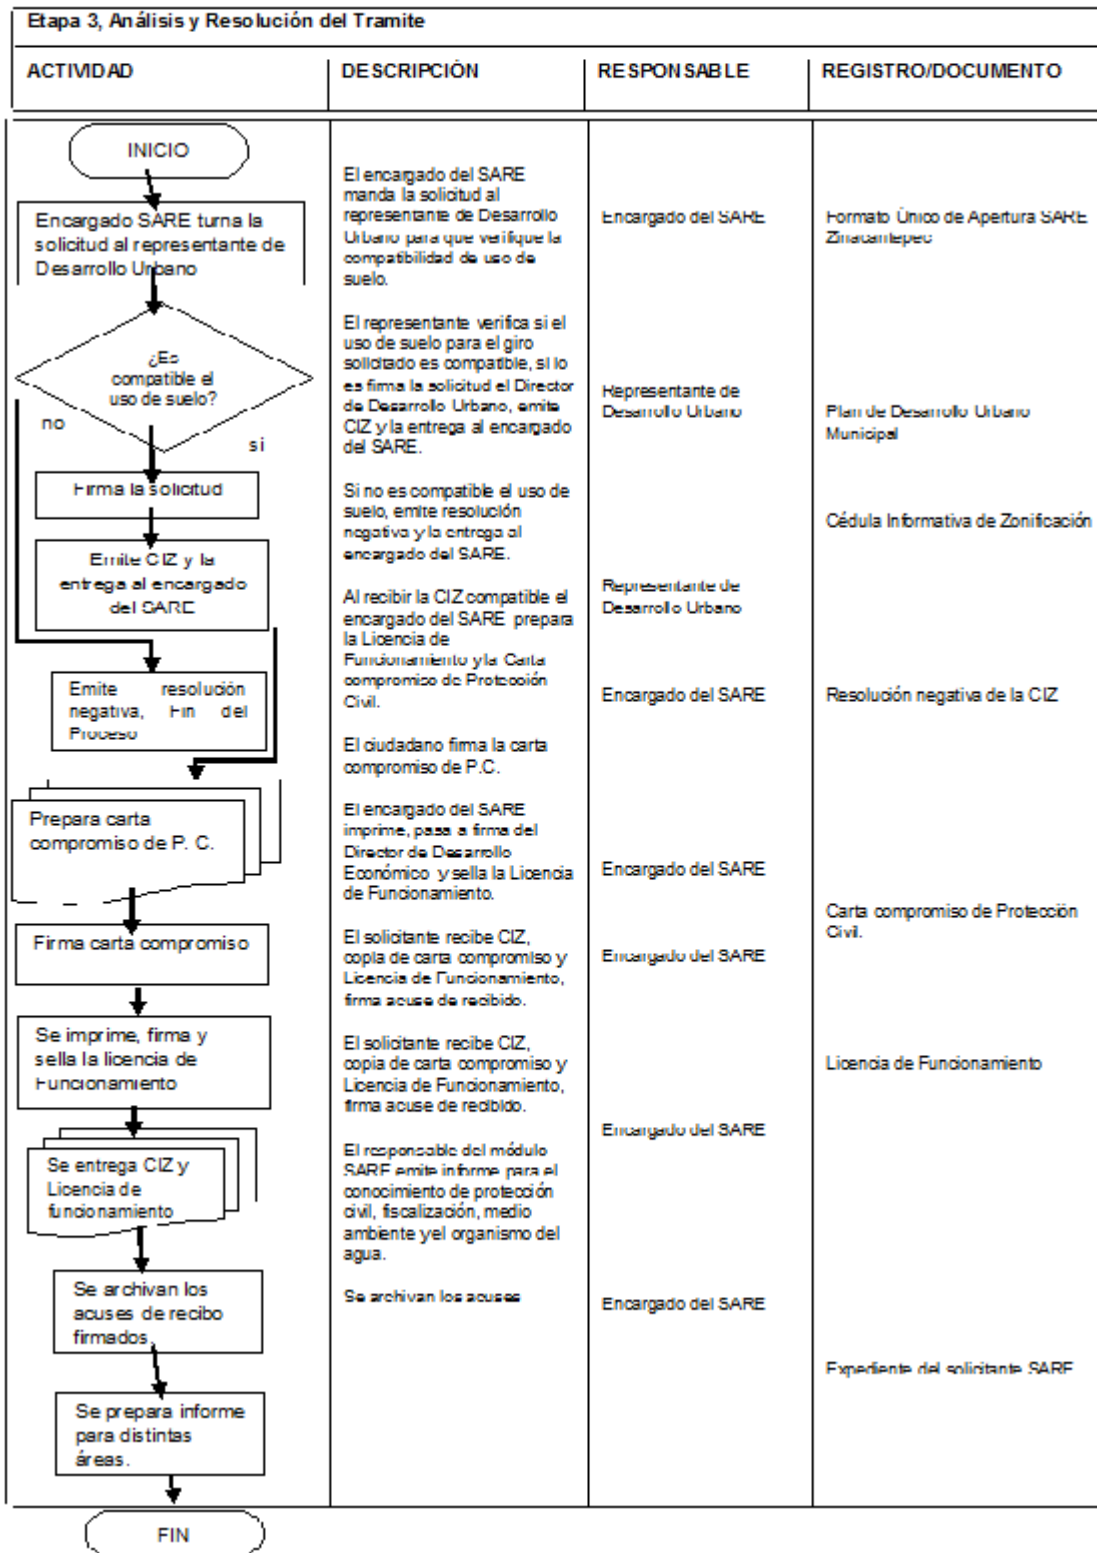 Etapa 3, Análisis y Resolución del Tramite
ACTIVIDAD
DESCRIPCIÓN
RESPONSABLE
REGISTRO/DOCUMENTO
INICIO
Encargado SARE turna la
solicitud al representante de
Desarrollo Urbano
¿Es
compatible el
uso de suelo?
no
si
Firma la solicitud
Emite CIZ y la
entrega al encargado
del SARE
Emite resolución
negativa, Fin del
Proceso
Prepara carta
compromiso de P. C.
Firma carta compromiso
Se imprime, firma y
sella la licencia de
Funcionamiento
Se entrega CIZ y
Licencia de
funcionamiento
Se archivan los
acuses de recibo
firmados.
Se prepara informe
para distintas
áreas.
FIN
El encargado del SARE
manda la solicitud al
representante de Desarrollo
Urbano para que verifique la
compatibilidad de uso de
suelo.
El representante verifica si el
uso de suelo para el giro
solicitado es compatible, si lo
es firma la solicitud el Director
de Desarrollo Urbano, emite
CIZ y la entrega al encargado
del SARE.
Si no es compatible el uso de
suelo, emite resolución
negativa y la entrega al
encargado del SARE.
Al recibir la CIZ compatible el
encargado del SARE prepara
la Licencia de
Funcionamiento y la Carta
compromiso de Protección
Civil.
El ciudadano firma la carta
compromiso de P.C.
El encargado del SARE
imprime, pasa a firma del
Director de Desarrollo
Económico y sella la Licencia
de Funcionamiento.
El solicitante recibe CIZ,
copia de carta compromiso y
Licencia de Funcionamiento,
firma acuse de recibido.
El solicitante recibe CIZ,
copia de carta compromiso y
Licencia de Funcionamiento,
firma acuse de recibido.
El responsable del módulo
SARE emite informe para el
conocimiento de protección
civil, fiscalización, medio
ambiente y el organismo del
agua.
Se archivan los acuses
Encargado del SARE
Representante de
Desarrollo Urbano
Representante de
Desarrollo Urbano
Encargado del SARE
Encargado del SARE
Encargado del SARE
Encargado del SARE
Encargado del SARE
Formato Único de Apertura SARE
Zinacantepec
Plan de Desarrollo Urbano
Municipal
Cédula Informativa de Zonificación
Resolución negativa de la CIZ
Carta compromiso de Protección
Civil.
Licencia de Funcionamiento
Expediente del solicitante SARE